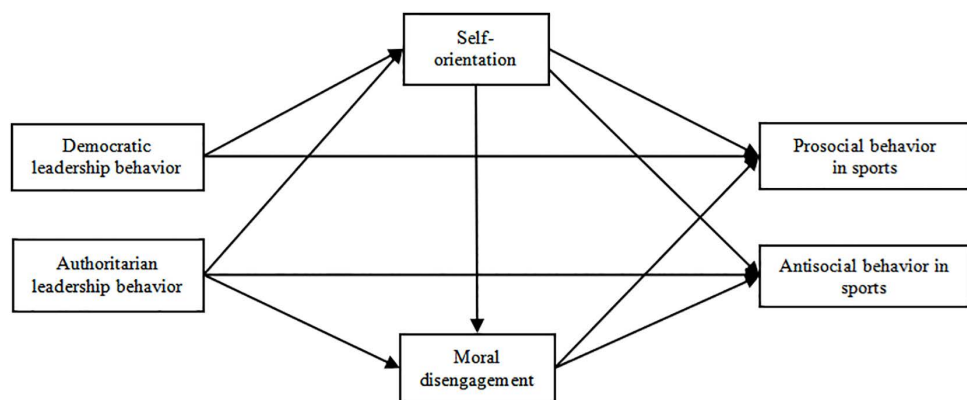 Self-
orientation
Democratic
leadership behavior
Prosocial behavior
in sports
Authoritarian
leadership behavior
Antisocial behavior in
sports
Moral
disengagement